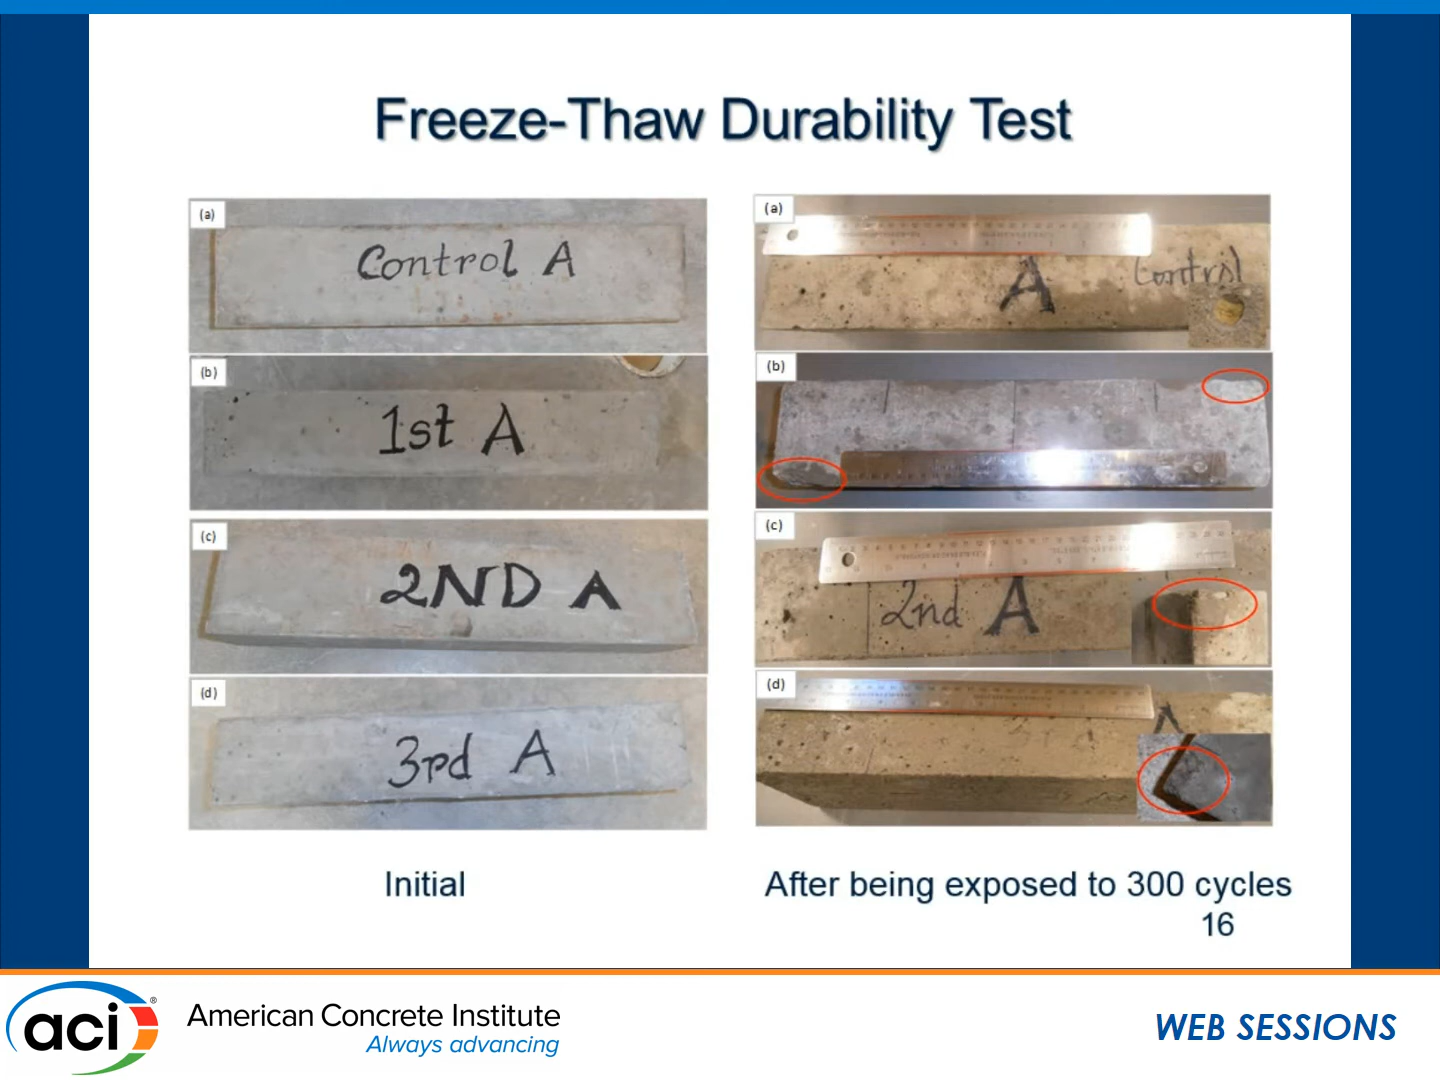 Freeze-Thaw Durability Test
(a)
Control A
(b)
1st A
(c)
2ND A
(d)
3rd A
(a)
A Control
(b)
(c)
2nd A
(d)
A
Initial
After being exposed to 300 cycles
16
aci®
American Concrete Institute
Always advancing
WEB SESSIONS